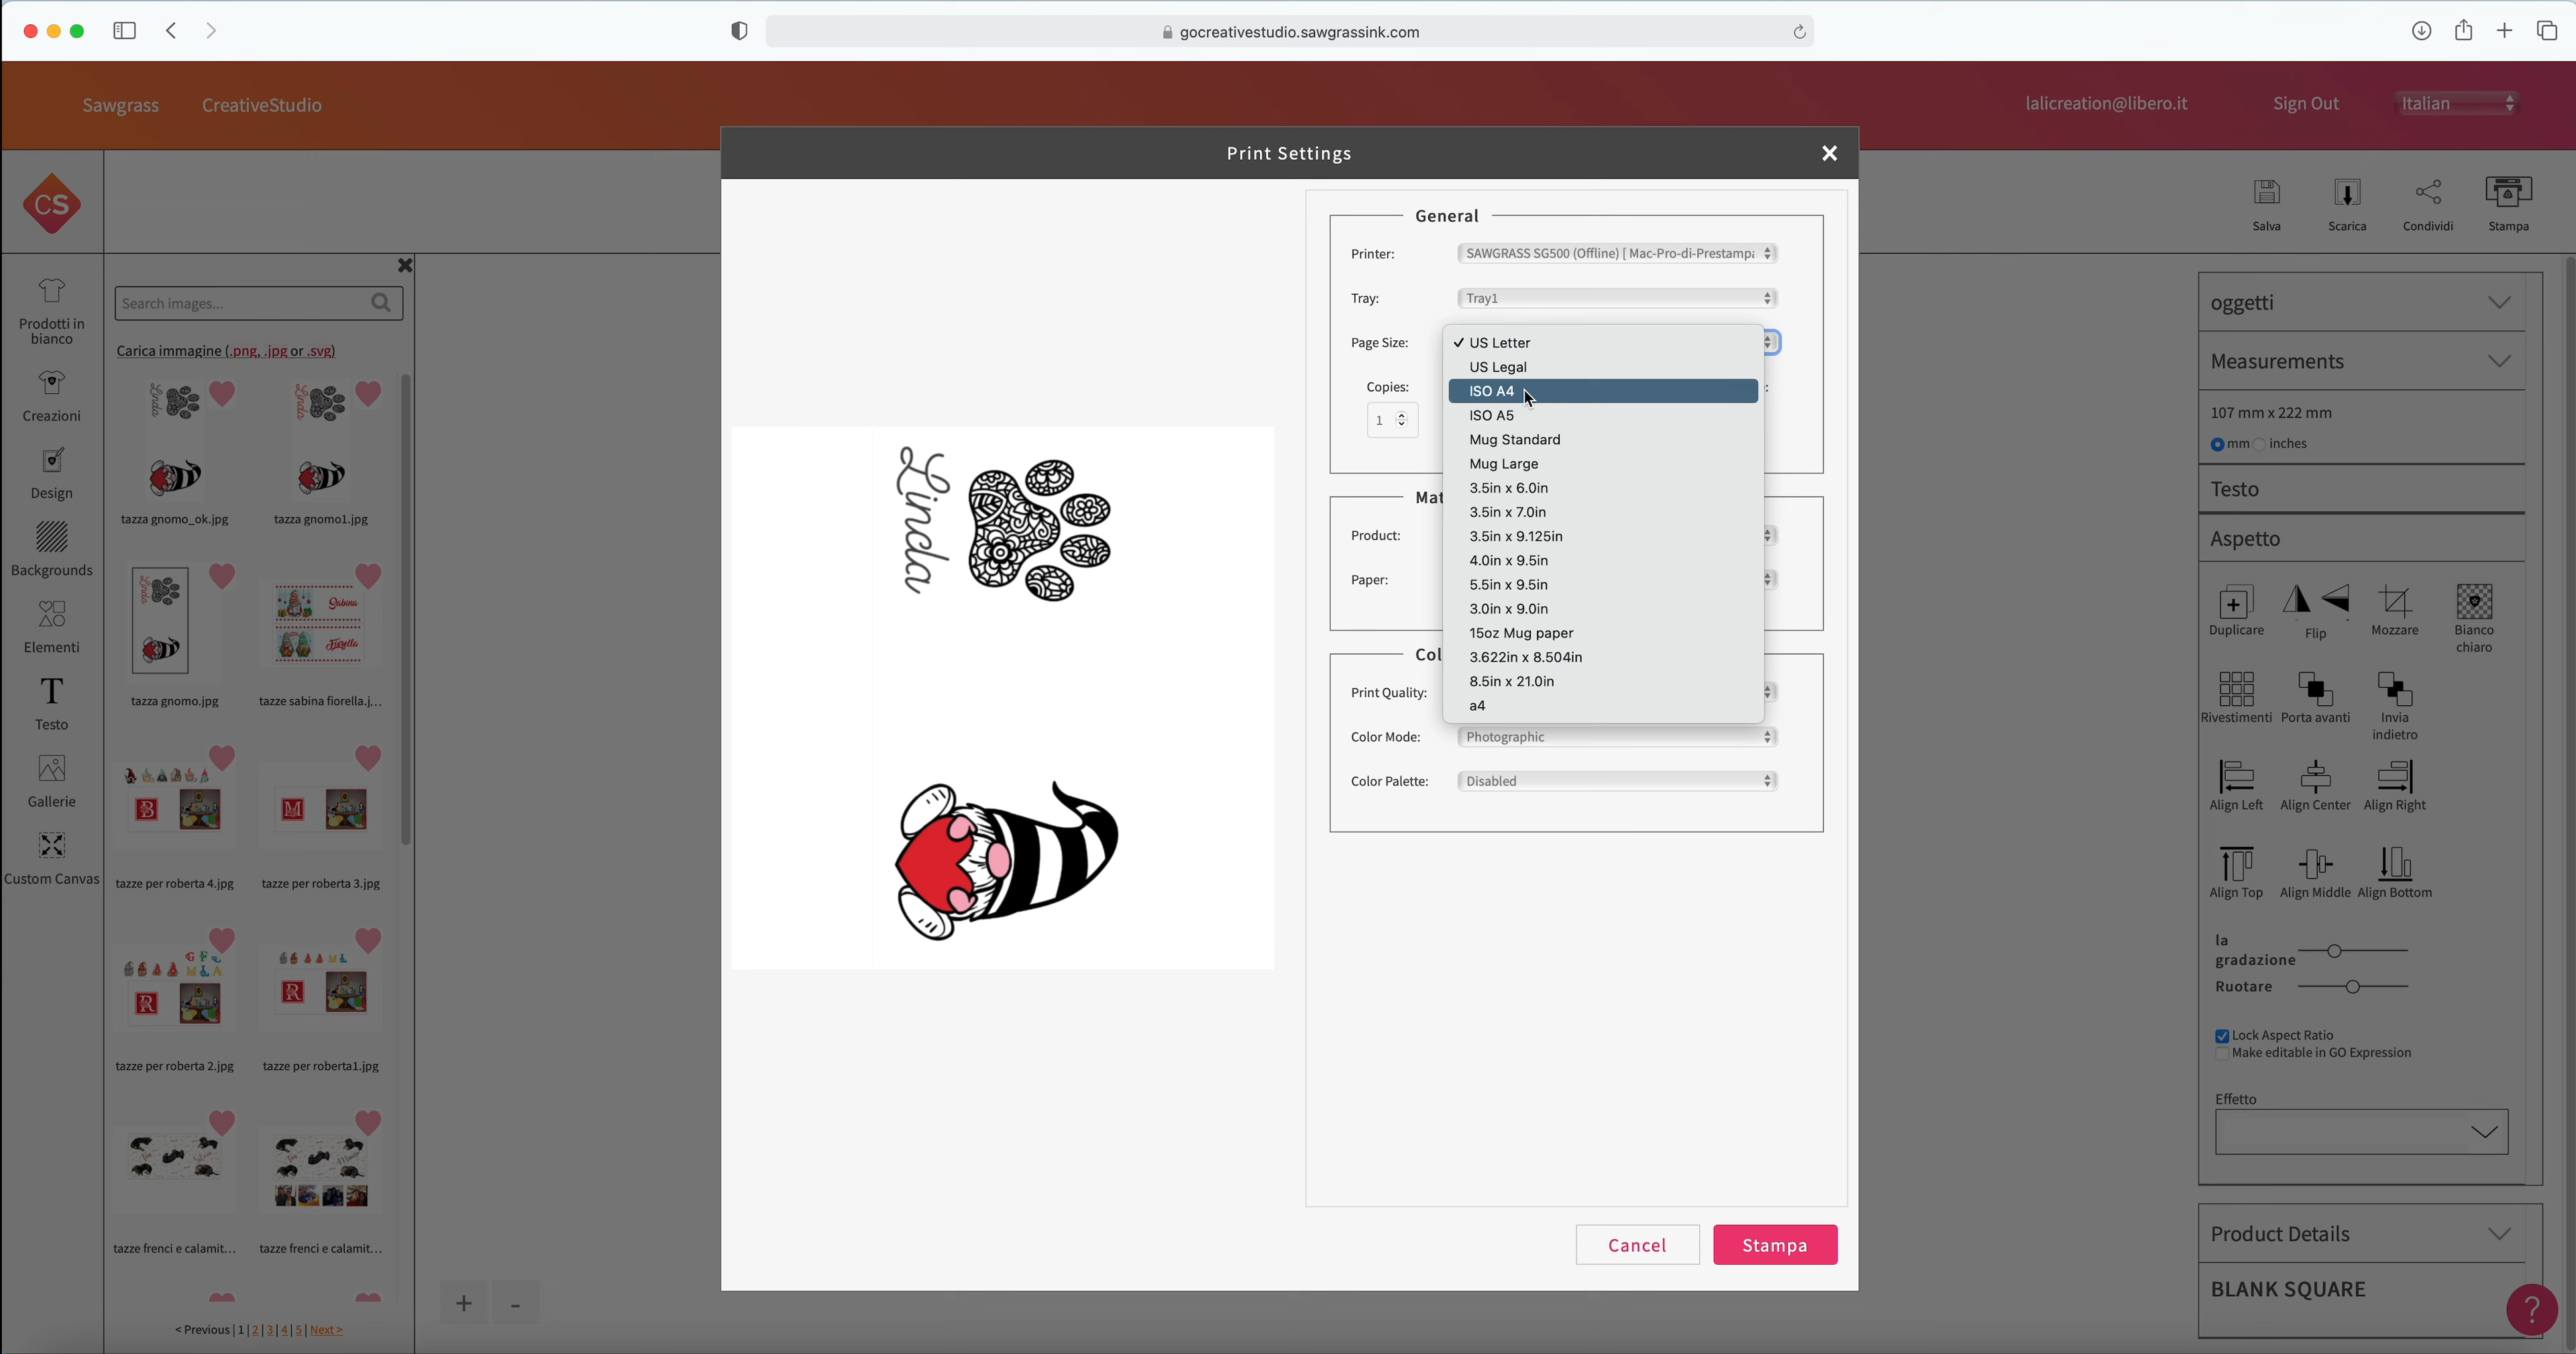 gocreativestudio.sawgrassink.com
Sawgrass CreativeStudio
lalicreation@libero.it Sign Out Italian
CS
Salva Scarica Condividi Stampa
Prodotti in
bianco
Creazioni
Design
Backgrounds
Elementi
T
Testo
Gallerie
Custom Canvas
Search images...
Carica immagine (.png, .jpg or .svg)
tazza gnomo_ok.jpg tazza gnomo1.jpg
tazza gnomo.jpg tazze sabina fiorella.j...
Sabina
Fiorella
tazze per roberta 4.jpg tazze per roberta 3.jpg
B M
tazze per roberta 2.jpg tazze per roberta1.jpg
R R
tazze frenci e calamit... tazze frenci e calamit...
< Previous | 1 | 2 | 3 | 4 | 5 | Next >
+ -
Print Settings
Linda
General
Printer: SAWGRASS SG500 (Offline) [ Mac-Pro-di-Prestampa
Tray: Tray1
Page Size:
✓ US Letter
US Legal
ISO A4
ISO A5
Mug Standard
Mug Large
3.5in x 6.0in
3.5in x 7.0in
3.5in x 9.125in
4.0in x 9.5in
5.5in x 9.5in
3.0in x 9.0in
15oz Mug paper
3.622in x 8.504in
8.5in x 21.0in
a4
Copies:
1
Mat
Product:
Paper:
Col
Print Quality:
Color Mode: Photographic
Color Palette: Disabled
Cancel Stampa
oggetti
Measurements
107 mm x 222 mm
mm inches
Testo
Aspetto
Duplicare Flip Mozzare Bianco
chiaro
Rivestimenti Porta avanti Invia
indietro
Align Left Align Center Align Right
Align Top Align Middle Align Bottom
la
gradazione
Ruotare
Lock Aspect Ratio
Make editable in GO Expression
Effetto
Product Details
BLANK SQUARE
?